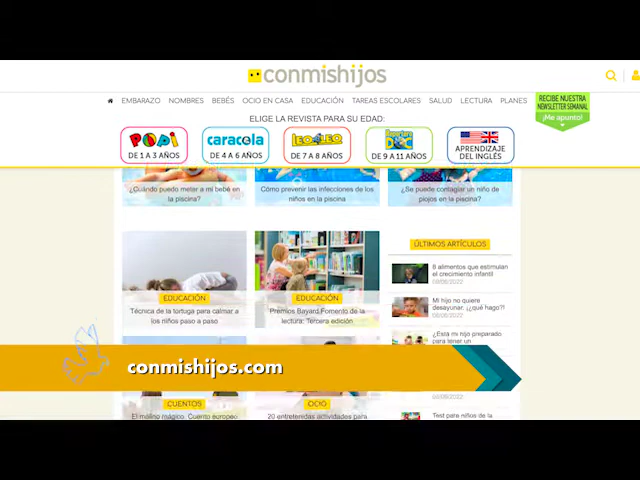 conmishijos
EMBARAZO NOMBRES BEBÉS OCIO EN CASA EDUCACIÓN TAREAS ESCOLARES SALUD LECTURA PLANES
RECIBE NUESTRA
NEWSLETTER SEMANAL
¡Me apunto!
ELIGE LA REVISTA PARA SU EDAD:
POPI
DE 1 A 3 AÑOS
caracola
DE 4 A 6 AÑOS
LEOLEO
DE 7 A 8 AÑOS
Reportero
DOC
DE 9 A 11 AÑOS
APRENDIZAJE
DEL INGLÉS
¿Cuándo puedo meter a mi bebé en
la piscina?
Cómo prevenir las infecciones de los
niños en la piscina
¿Se puede contagiar un niño de
piojos en la piscina?
EDUCACIÓN
Técnica de la tortuga para calmar a
los niños paso a paso
EDUCACIÓN
Premios Bayard Fomento de la
lectura: Tercera edición
ÚLTIMOS ARTÍCULOS
8 alimentos que estimulan
el crecimiento infantil
Mi hijo no quiere
desayunar, ¿qué hago?!
¿Está mi hijo preparado
para tener un
conmishijos.com
CUENTOS
El molino mágico. Cuento europeo
OCIO
20 entretenidas actividades para
Test para niños de la